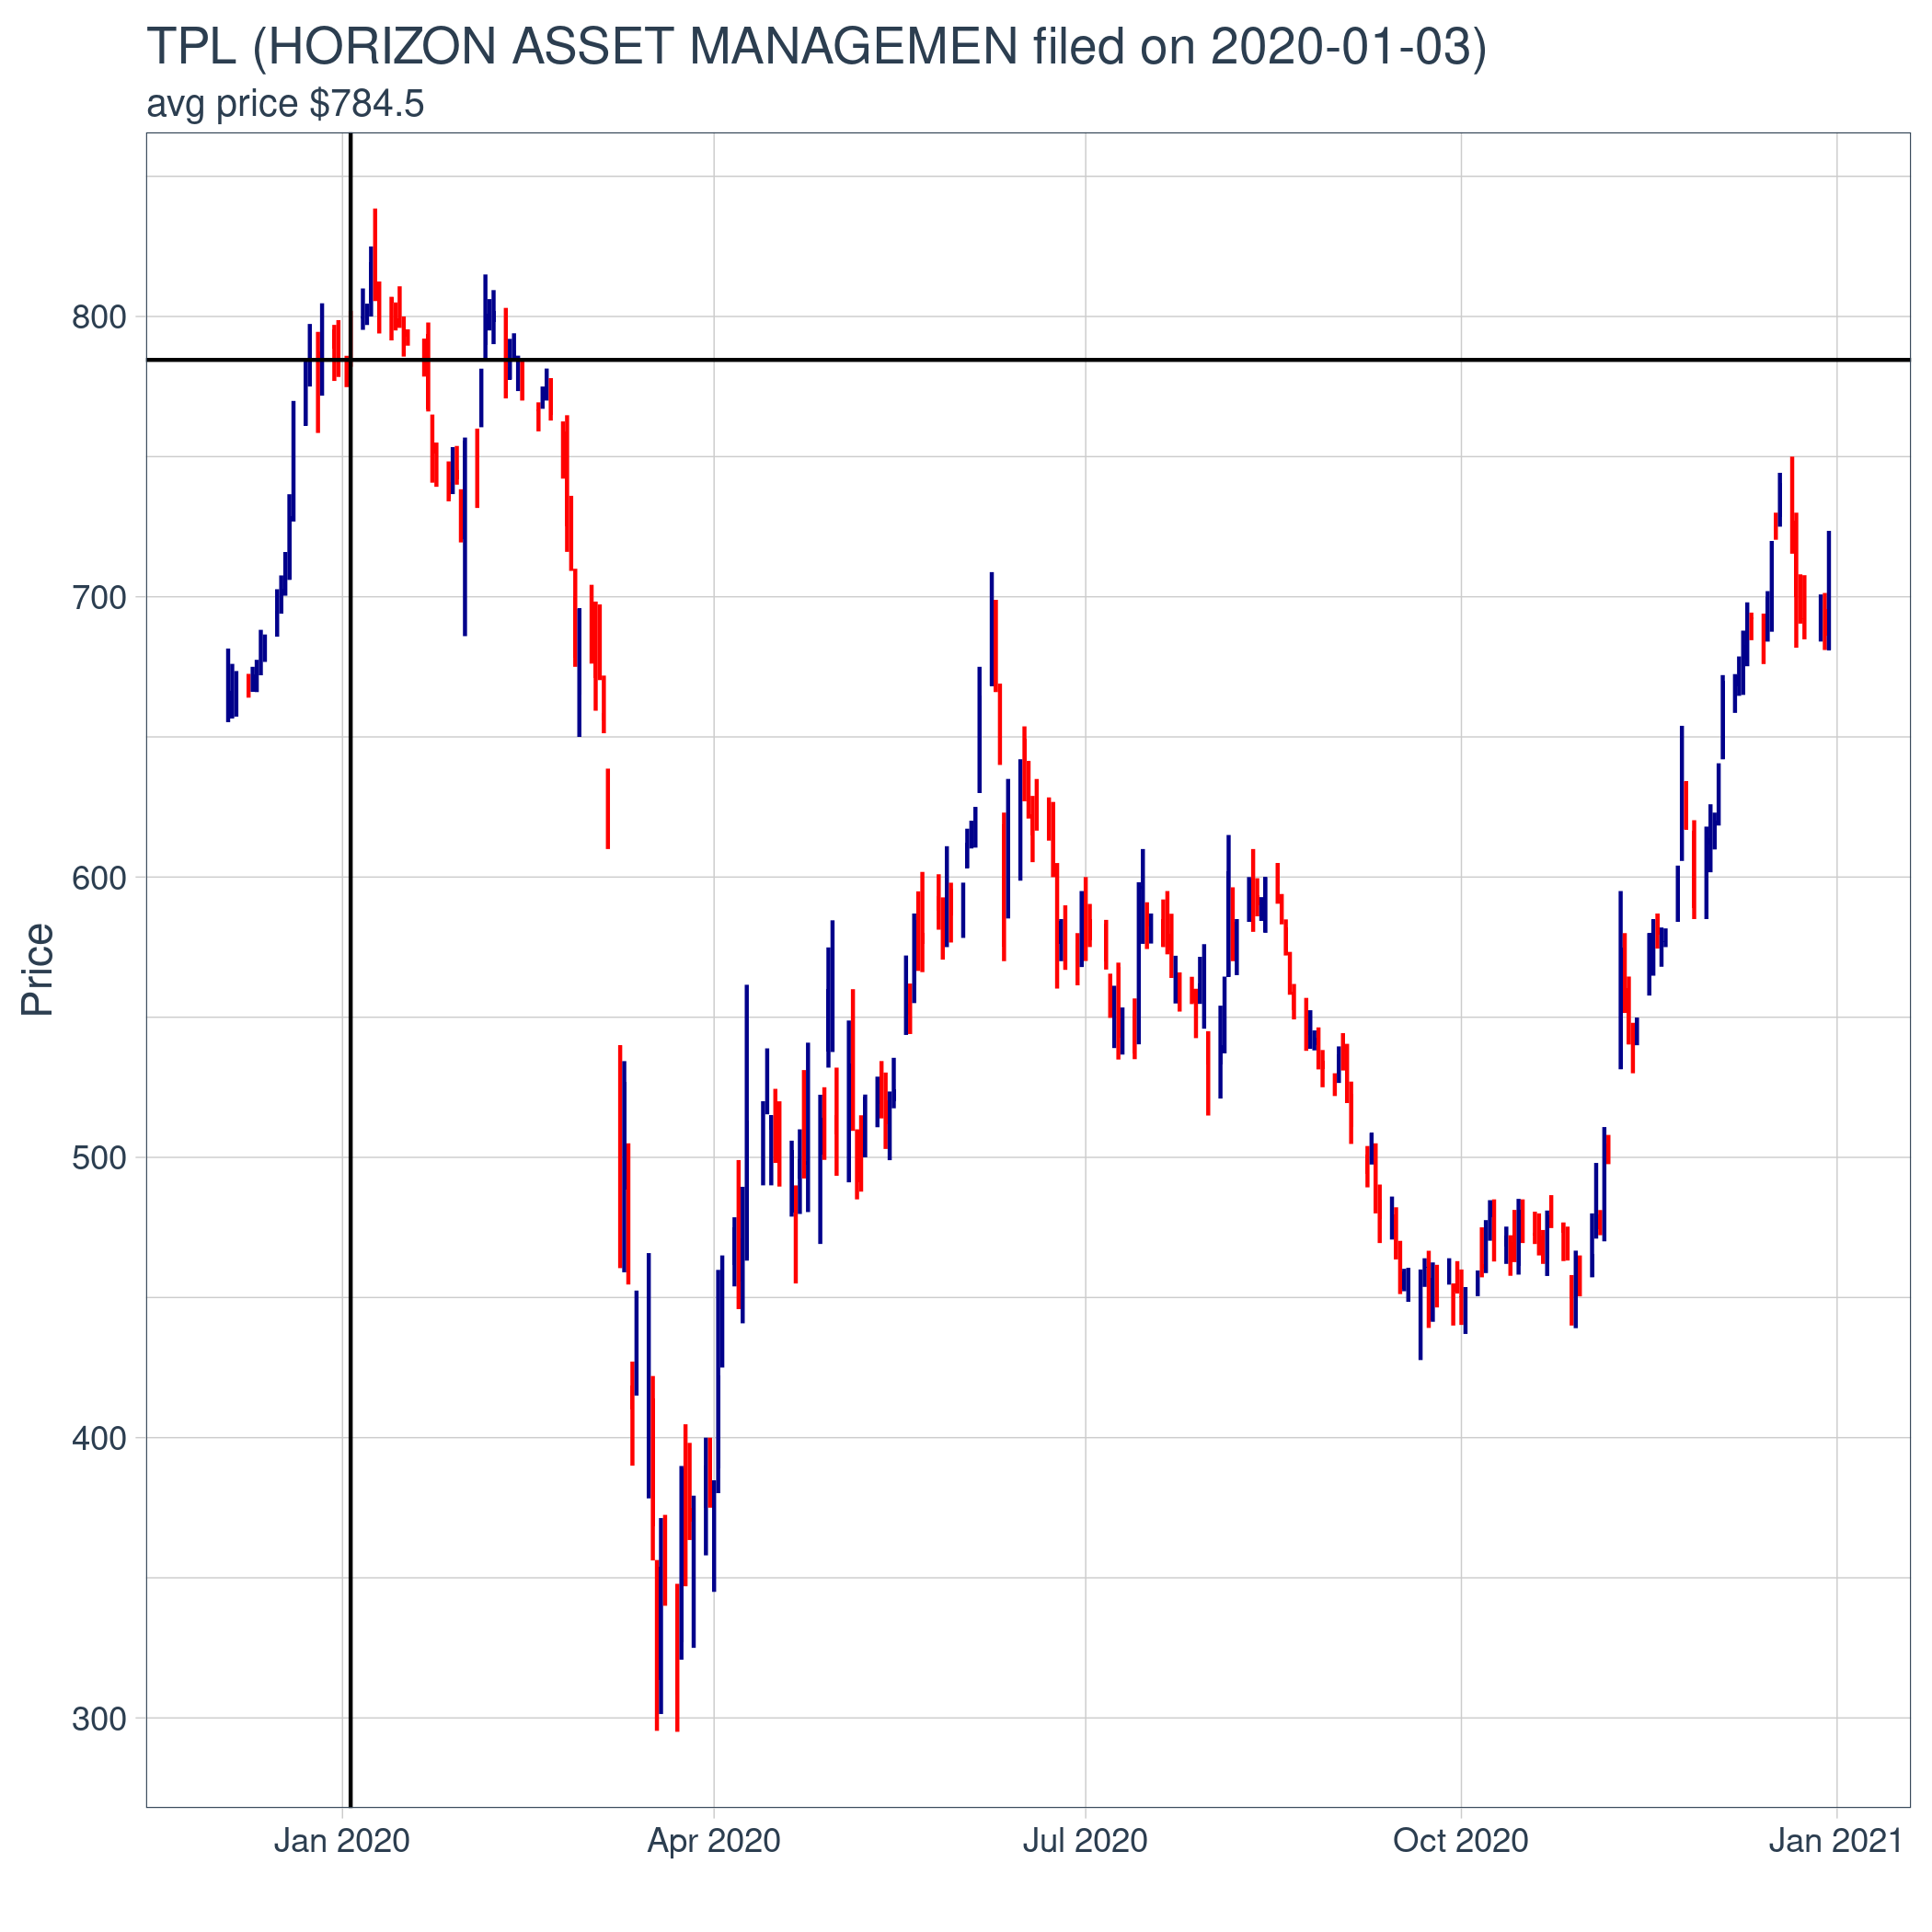 TPL (HORIZON ASSET MANAGEMEN filed on 2020-01-03)
avg price $784.5
800
700
600
500
400
300
Price
Jan 2020
Apr 2020
Jul 2020
Oct 2020
Jan 2021